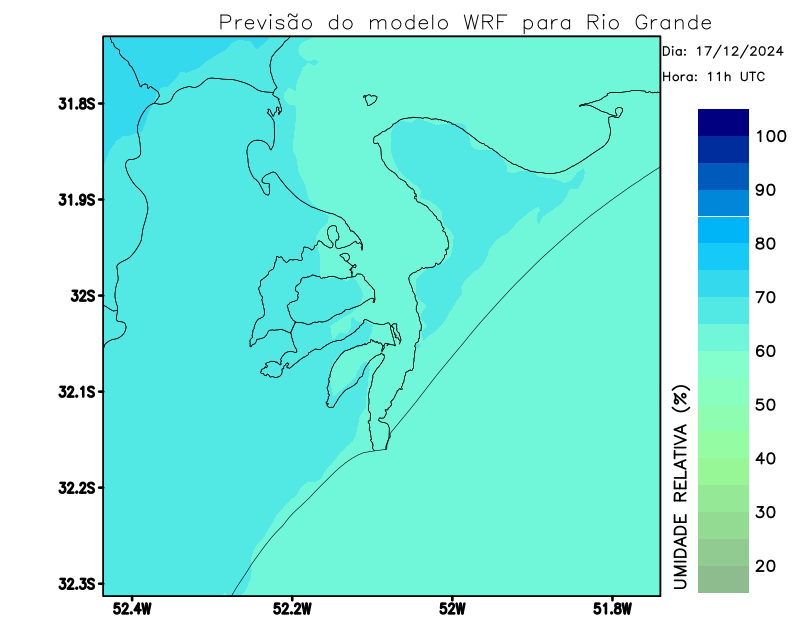 Previsão do modelo WRF para Rio Grande
Dia: 17/12/2024
Hora: 11h UTC
31.8S
31.9S
32S
32.1S
32.2S
32.3S
52.4W
52.2W
52W
51.8W
UMIDADE RELATIVA (%)
100
90
80
70
60
50
40
30
20